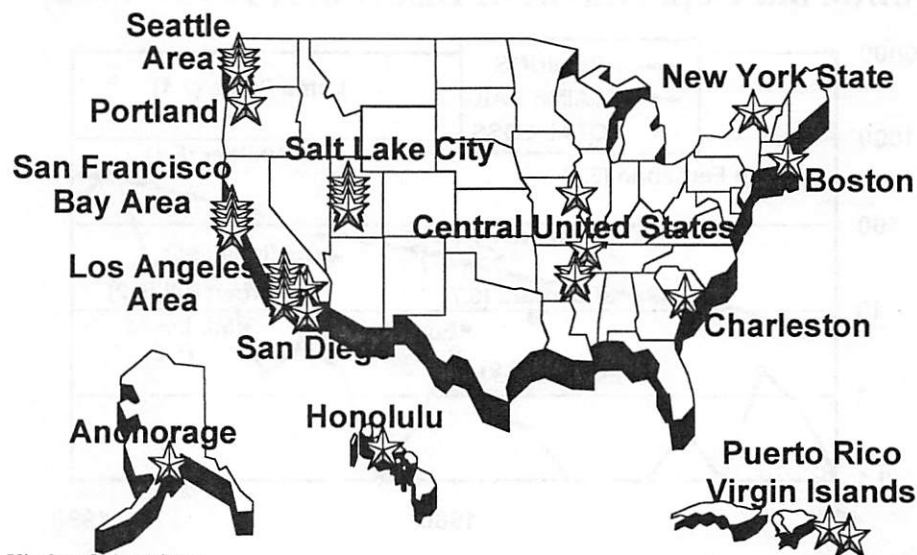 Seattle
Area
Portland
New York State
Salt Lake City
San Francisco
Bay Area
Boston
Central United States
Los Angeles
Area
Charleston
San Diego
Anchorage
Honolulu
Puerto Rico
Virgin Islands